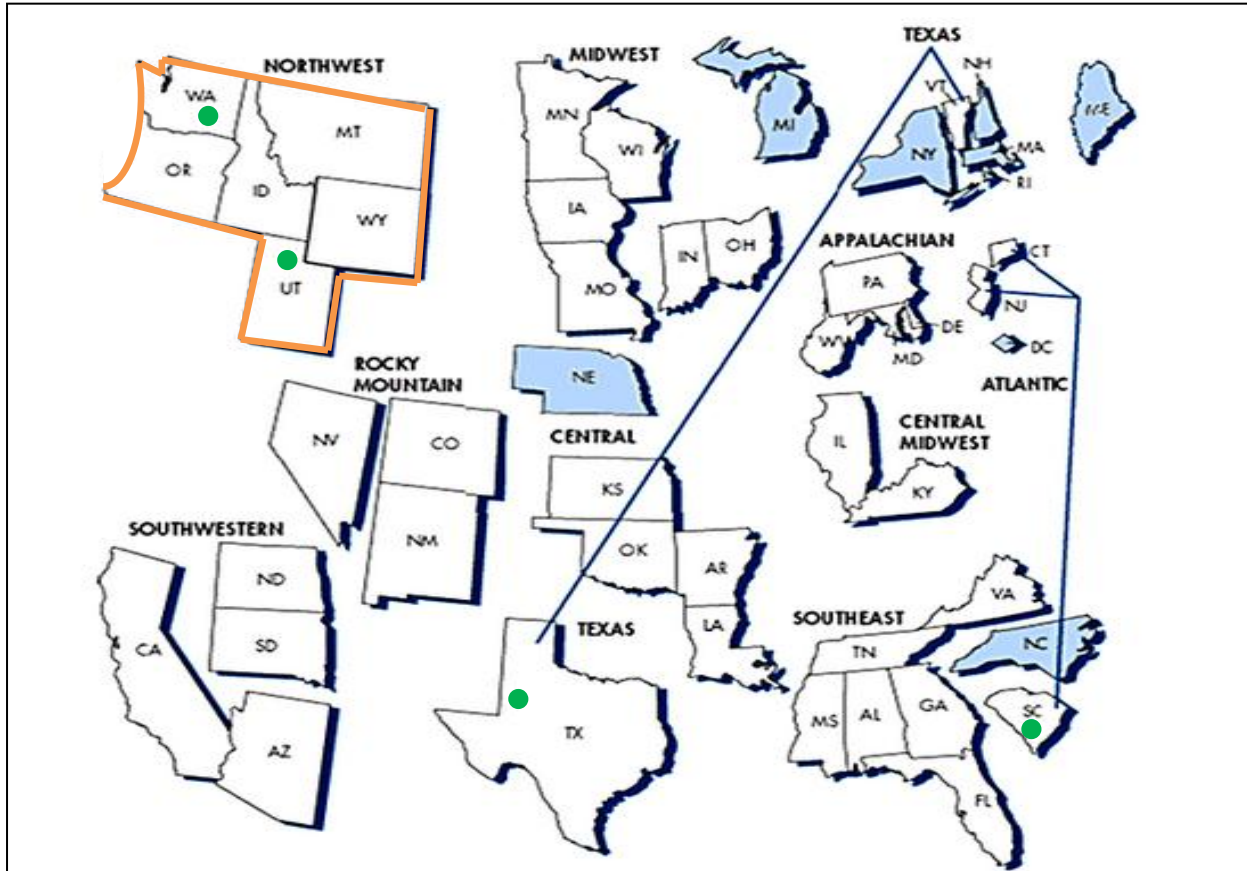 NORTHWEST
WA
MT
OR
ID
WY
UT
MIDWEST
MN
WI
IA
MO
IN
OH
MI
NE
TEXAS
NH
VT
NY
MA
RI
ME
APPALACHIAN
PA
WV
MD
DE
CT
NJ
DC
ATLANTIC
ROCKY
MOUNTAIN
NV
CO
NM
CENTRAL
KS
OK
AR
LA
CENTRAL
MIDWEST
IL
KY
SOUTHWESTERN
ND
SD
CA
AZ
TEXAS
TX
SOUTHEAST
VA
TN
NC
SC
MS
AL
GA
FL